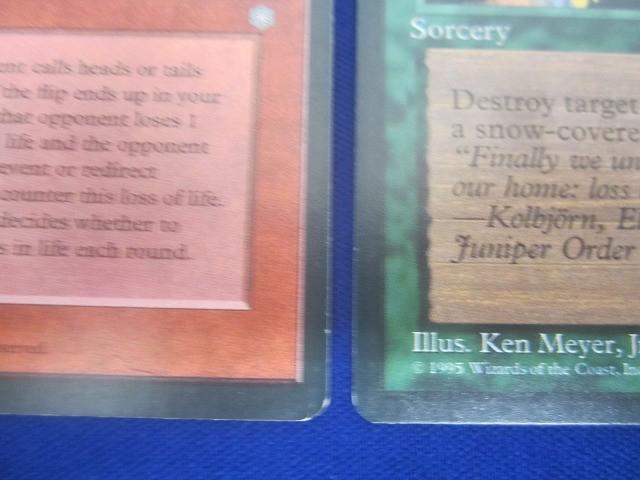 ent calls heads or tails
the flip ends up in your
that opponent loses 1
life and the opponent
event or redirect
counter this loss of life.
decides whether to
s in life each round.
Sorcery
Destroy target
a snow-covere
"Finally we un
our home: loss
—Kolbjörn, El
Juniper Order
Illus. Ken Meyer, J
© 1995 Wizards of the Coast, Inc